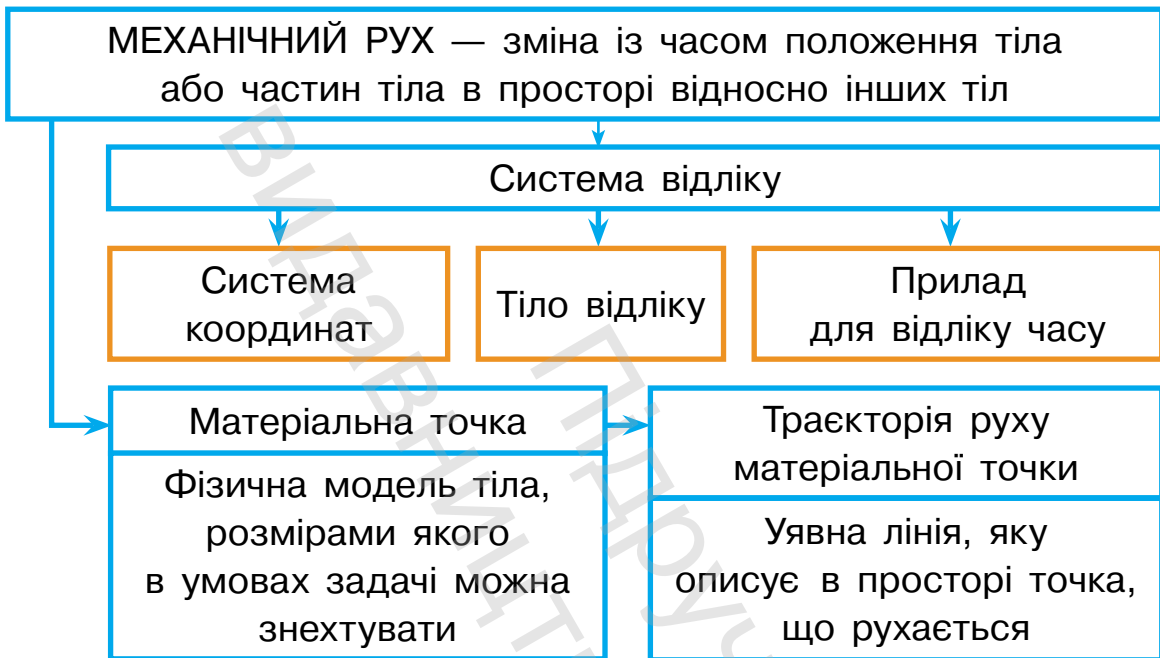 МЕХАНІЧНИЙ РУХ — зміна із часом положення тіла
або частин тіла в просторі відносно інших тіл
Система відліку
Система
координат
Тіло відліку
Прилад
для відліку часу
Матеріальна точка
Фізична модель тіла,
розмірами якого
в умовах задачі можна
знехтувати
Траєкторія руху
матеріальної точки
Уявна лінія, яку
описує в просторі точка,
що рухається